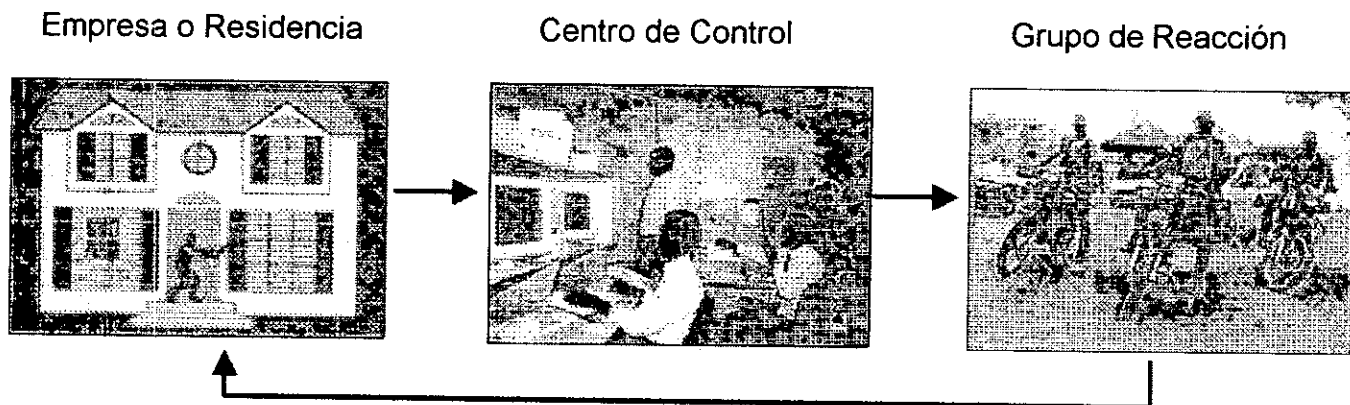 Empresa o Residencia
Centro de Control
Grupo de Reacción